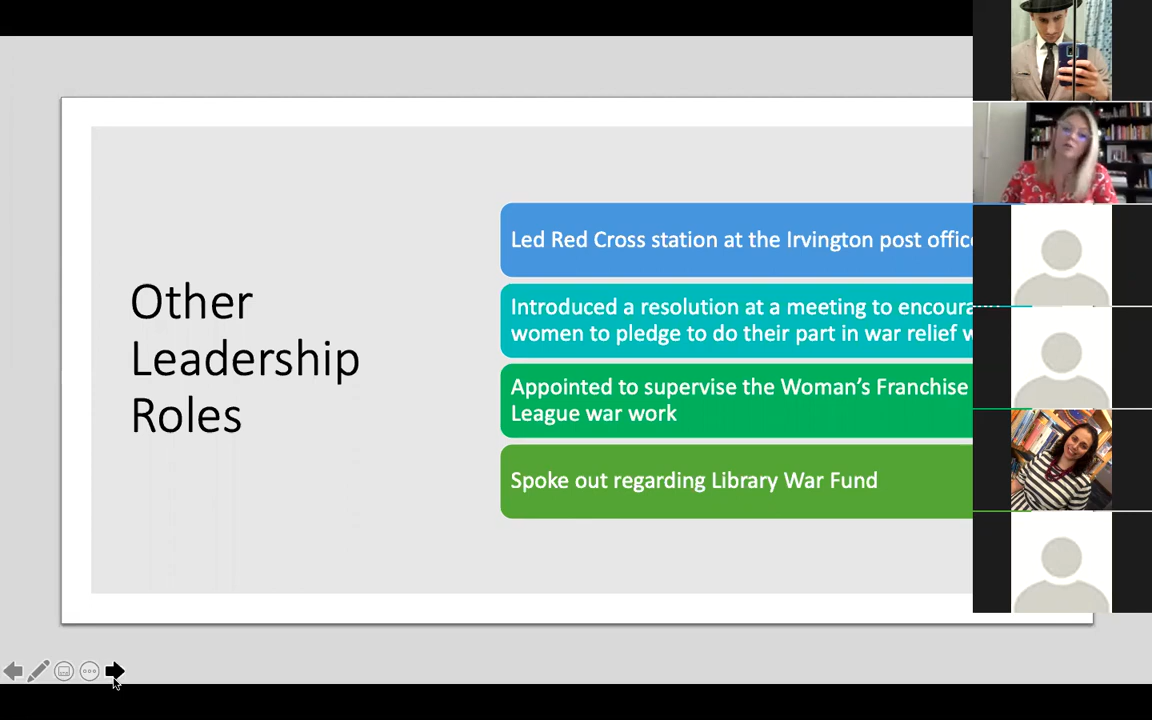 Other
Leadership
Roles
Led Red Cross station at the Irvington post
Introduced a resolution at a meeting to
women to pledge to do their part in war relief
Appointed to supervise the Woman's Franchise
League war work
Spoke out regarding Library War Fund